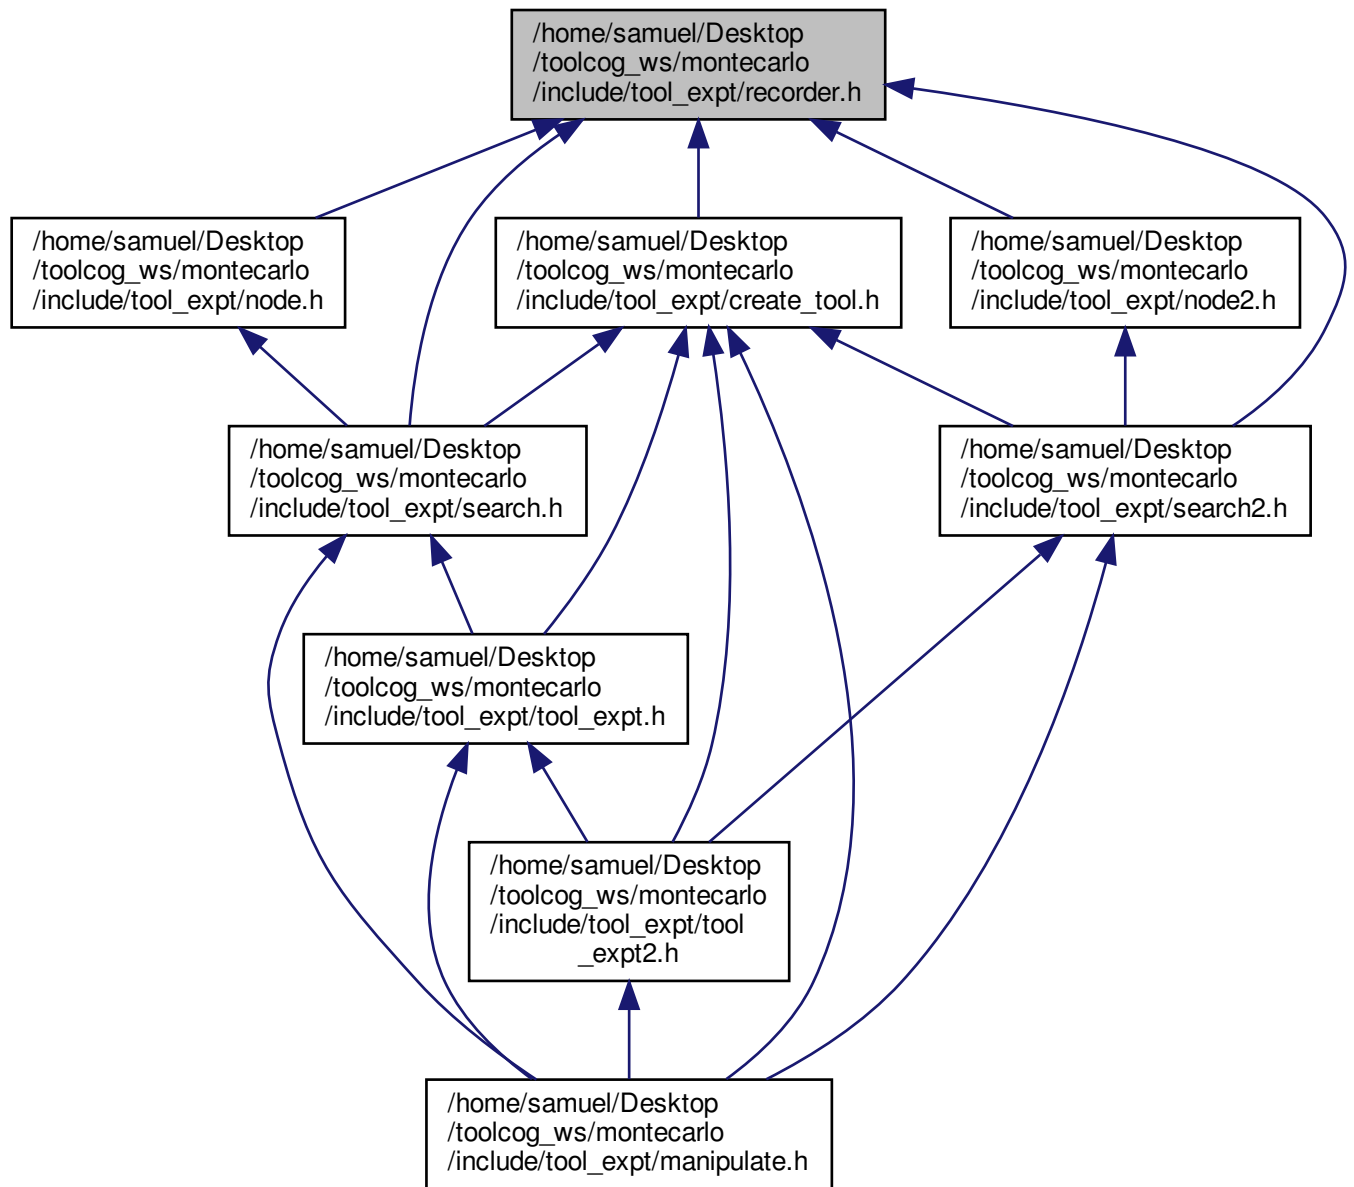 /home/samuel/Desktop
/toolcog_ws/montecarlo
/include/tool_expt/recorder.h
/home/samuel/Desktop
/toolcog_ws/montecarlo
/include/tool_expt/node.h
/home/samuel/Desktop
/toolcog_ws/montecarlo
/include/tool_expt/create_tool.h
/home/samuel/Desktop
/toolcog_ws/montecarlo
/include/tool_expt/node2.h
/home/samuel/Desktop
/toolcog_ws/montecarlo
/include/tool_expt/search.h
/home/samuel/Desktop
/toolcog_ws/montecarlo
/include/tool_expt/search2.h
/home/samuel/Desktop
/toolcog_ws/montecarlo
/include/tool_expt/tool_expt.h
/home/samuel/Desktop
/toolcog_ws/montecarlo
/include/tool_expt/tool
_expt2.h
/home/samuel/Desktop
/toolcog_ws/montecarlo
/include/tool_expt/manipulate.h